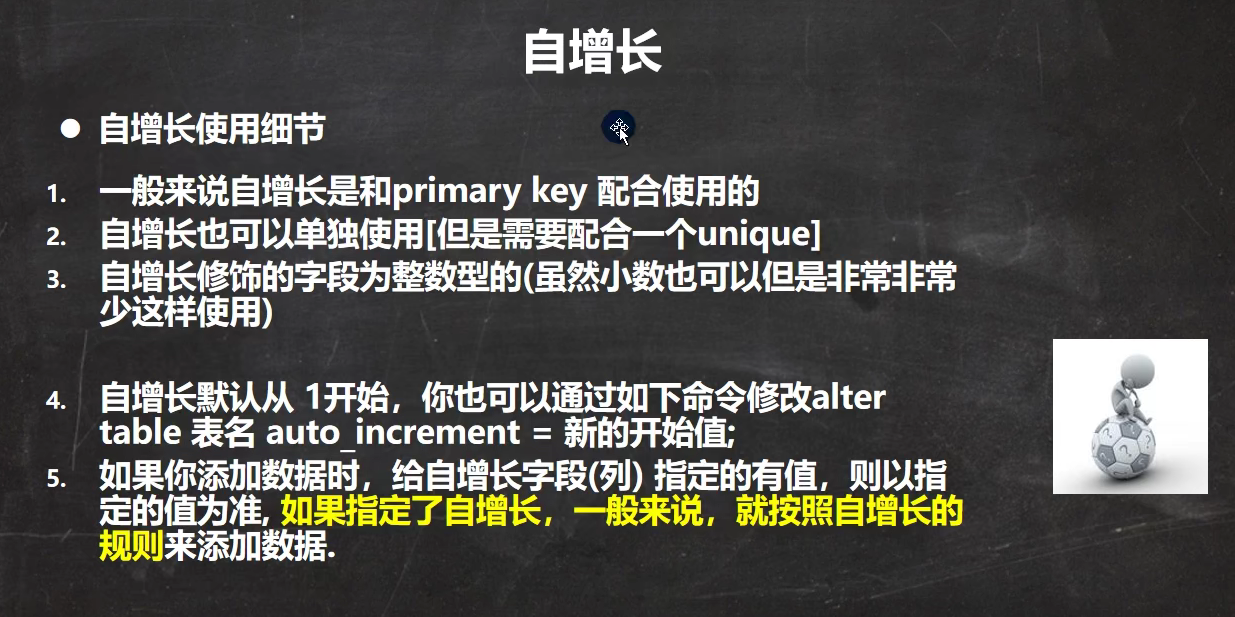 自增长
● 自增长使用细节
1. 一般来说自增长是和primary key 配合使用的
2. 自增长也可以单独使用[但是需要配合一个unique]
3. 自增长修饰的字段为整数型的(虽然小数也可以但是非常非常
少这样使用)
4. 自增长默认从 1开始，你也可以通过如下命令修改alter
table 表名 auto_increment = 新的开始值;
5. 如果你添加数据时，给自增长字段(列) 指定的有值，则以指
定的值为准, 如果指定了自增长，一般来说，就按照自增长的
规则来添加数据.